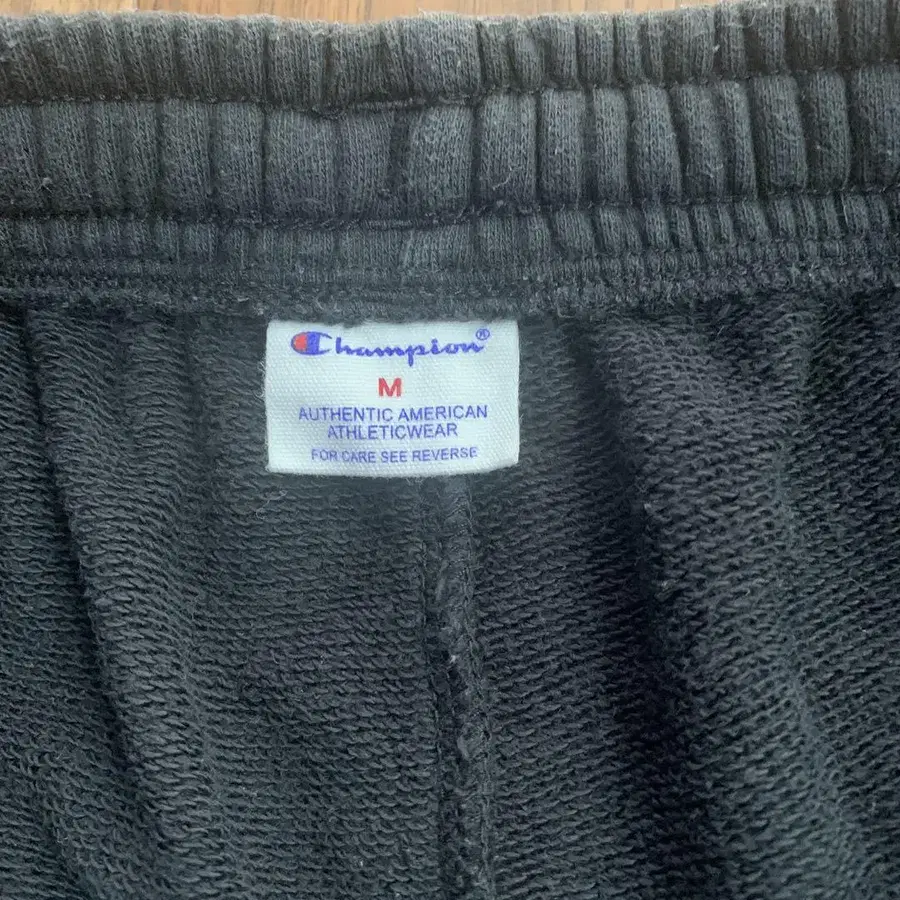 Champion®
M
AUTHENTIC AMERICAN
ATHLETICWEAR
FOR CARE SEE REVERSE